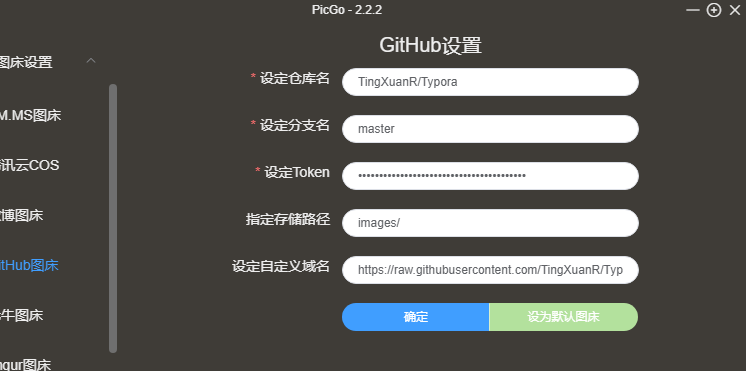 PicGo - 2.2.2
GitHub设置
图床设置
* 设定仓库名
TingXuanR/Typora
M.MS图床
* 设定分支名
master
讯云COS
* 设定Token
博图床
指定存储路径
images/
tHub图床
设定自定义域名
https://raw.githubusercontent.com/TingXuanR/Typ
牛图床
确定
设为默认图床
gur图床